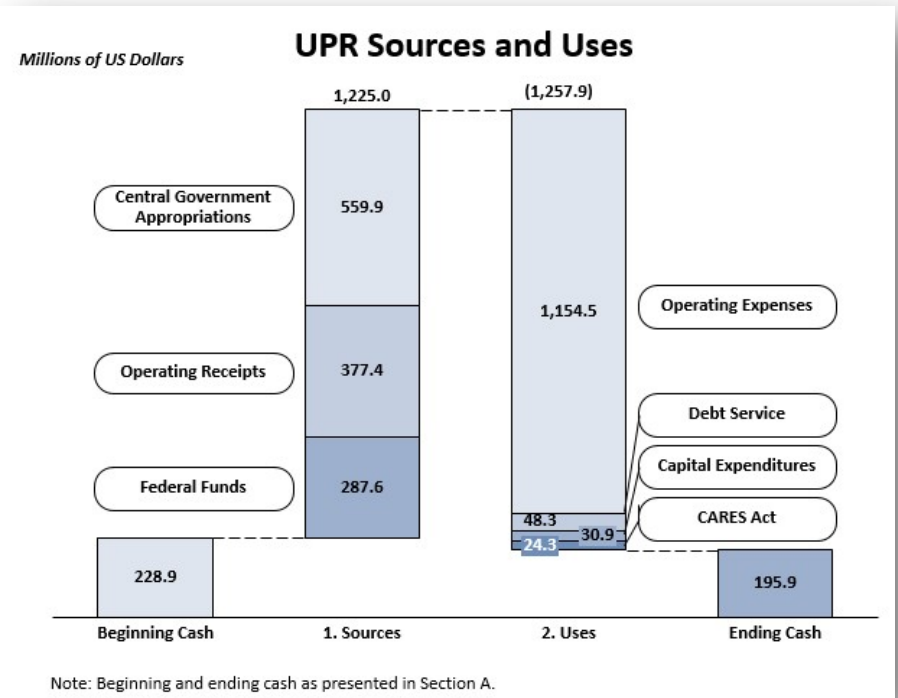 UPR Sources and Uses
Millions of US Dollars
1,225.0
(1,257.9)
Central Government
Appropriations
559.9
Operating Receipts
377.4
Federal Funds
287.6
228.9
1,154.5
Operating Expenses
Debt Service
Capital Expenditures
CARES Act
48.3
30.9
24.3
195.9
Beginning Cash
1. Sources
2. Uses
Ending Cash
Note: Beginning and ending cash as presented in Section A.